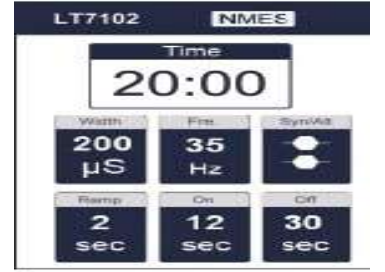 LT7102 NMES
Time
20:00
Width Fre. Syn/Alt
200 35
μS Hz
Ramp On Off
2 12 30
sec sec sec